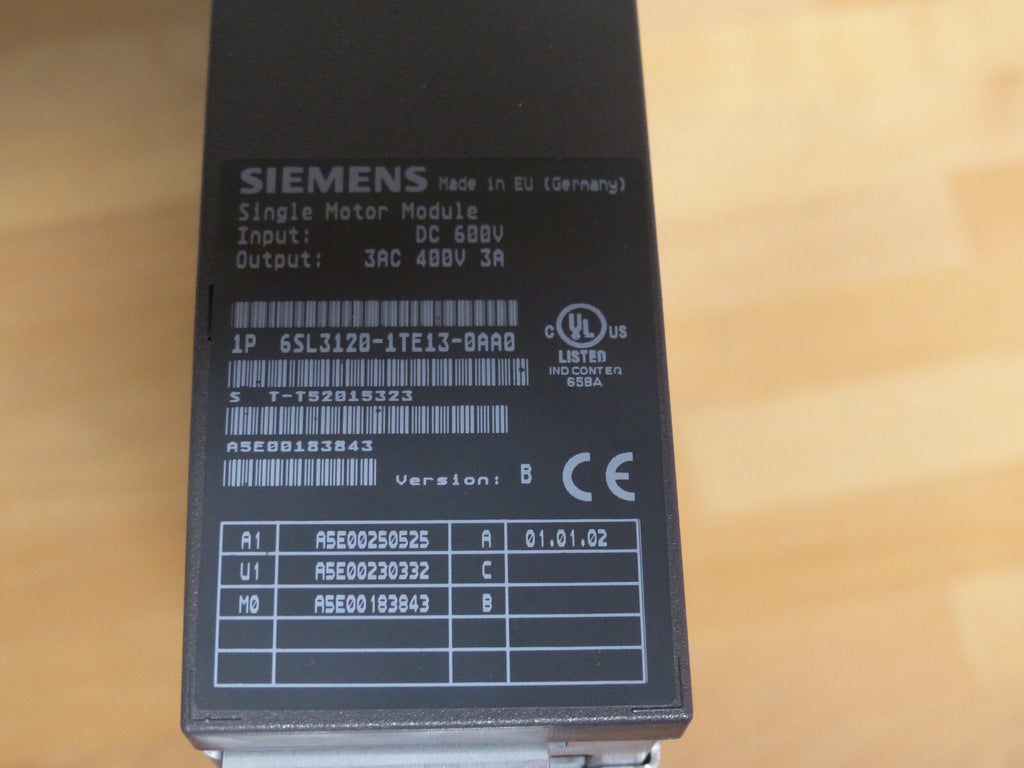 SIEMENS Made in EU (Germany)
Single Motor Module
Input: DC 600V
Output: 3AC 400V 3A
1P 6SL3120-1TE13-0AA0
C UL US
LISTED
IND CONT EQ
65BA
S T-T52015323
A5E00183843
Version: B
CE
A1 A5E00250525 A 01.01.02
U1 A5E00230332 C
M0 A5E00183843 B